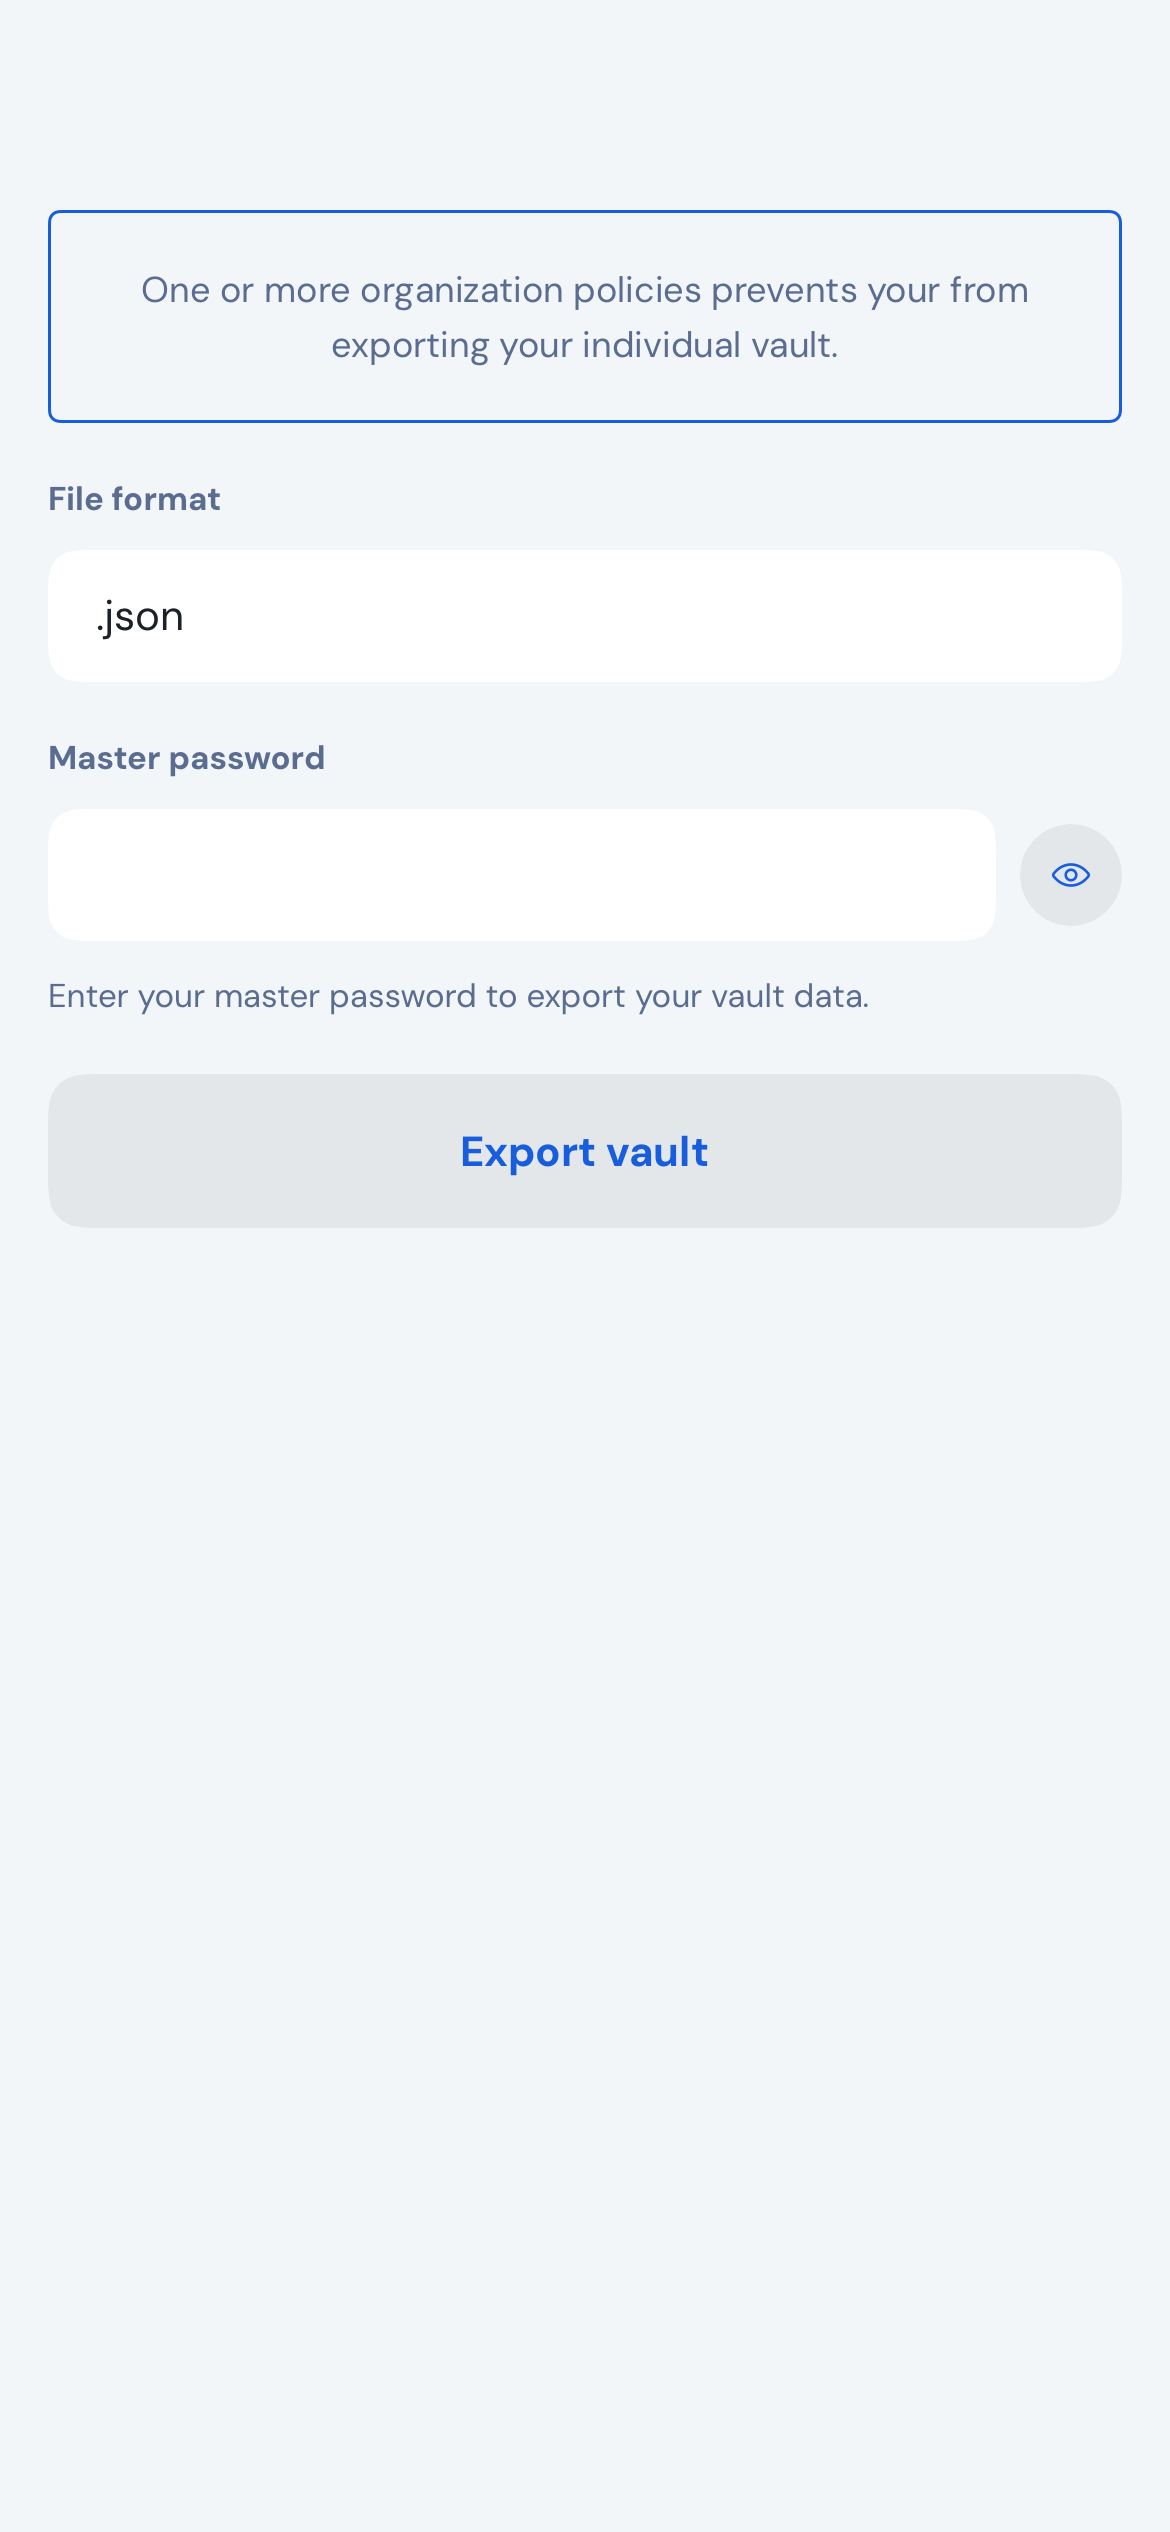 One or more organization policies prevents your from
exporting your individual vault.
File format
.json
Master password
Enter your master password to export your vault data.
Export vault